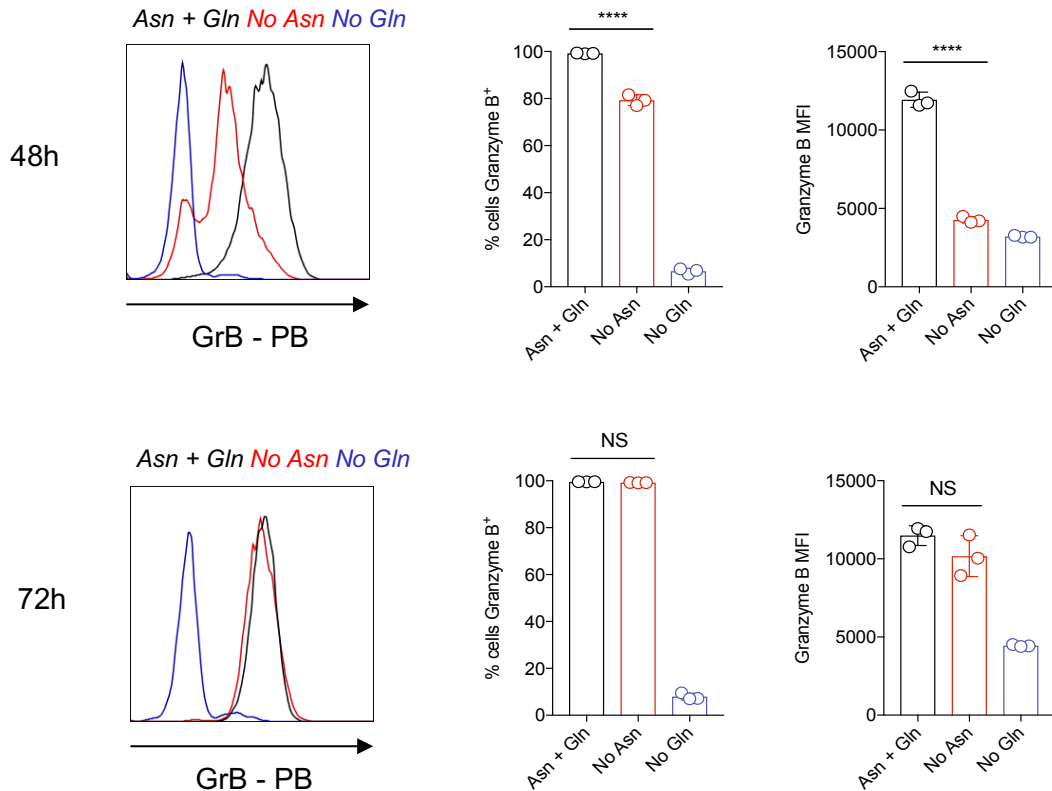 Asn + Gln No Asn No Gln
48h
GrB - PB
****
% cells Granzyme B+
100
80
60
40
20
0
Asn + Gln
No Asn
No Gln
****
Granzyme B MFI
15000
10000
5000
0
Asn + Gln
No Asn
No Gln
Asn + Gln No Asn No Gln
72h
GrB - PB
NS
% cells Granzyme B+
100
80
60
40
20
0
Asn + Gln
No Asn
No Gln
NS
Granzyme B MFI
15000
10000
5000
0
Asn + Gln
No Asn
No Gln